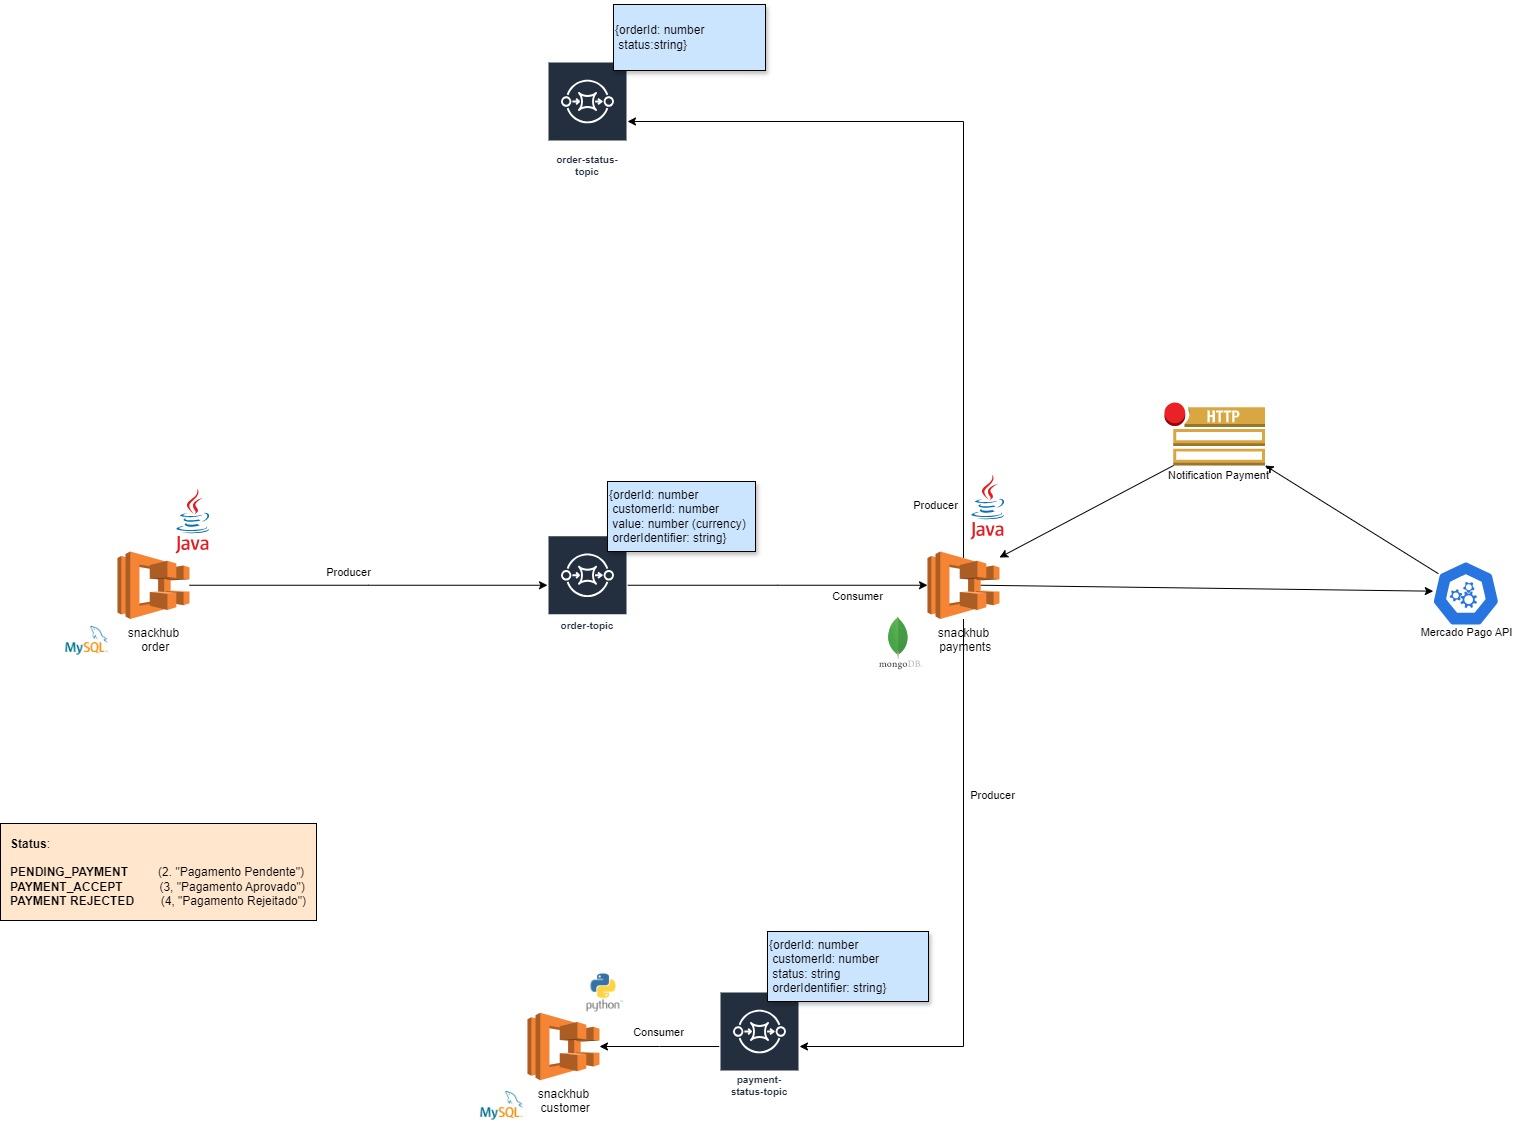 {orderId: number
status:string}
order-status-
topic
HTTP
Notification Payment
{orderId: number
customerId: number
value: number (currency)
orderIdentifier: string}
Producer
Java
Java
Producer
Consumer
order-topic
snackhub
order
MySQL
snackhub
payments
mongoDB.
Mercado Pago API
Producer
Status:
PENDING_PAYMENT (2. "Pagamento Pendente")
PAYMENT_ACCEPT (3, "Pagamento Aprovado")
PAYMENT REJECTED (4, "Pagamento Rejeitado")
{orderId: number
customerId: number
status: string
orderIdentifier: string}
python
Consumer
payment-
status-topic
snackhub
customer
MySQL